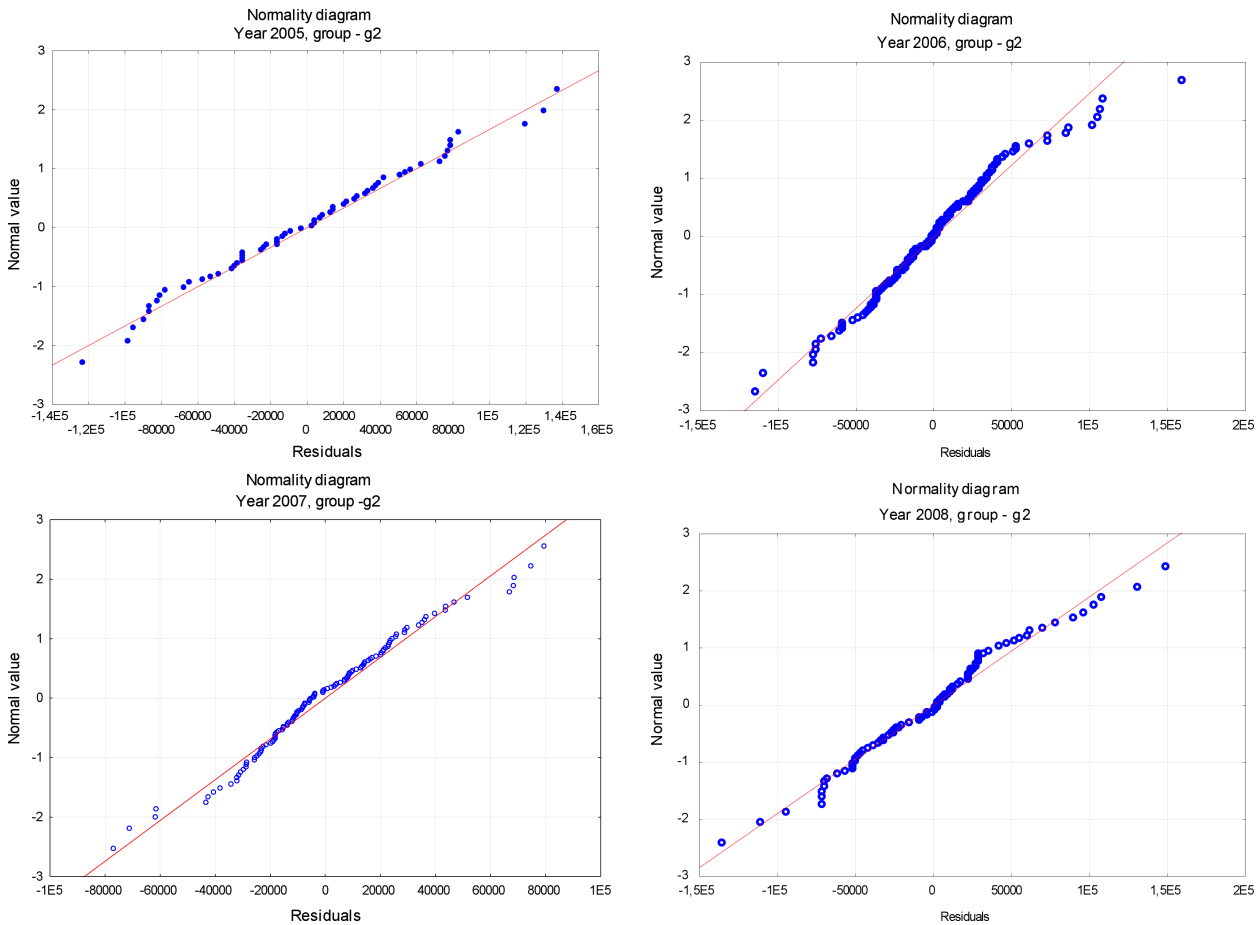 Normality diagram
Year 2005, group - g2
3
2
1
0
-1
-2
-3
Normal value
-1,4E5 -1E5 -60000 -20000 20000 60000 1E5 1,4E5
-1,2E5 -80000 -40000 0 40000 80000 1,2E5 1,6E5
Residuals
Normality diagram
Year 2006, group - g2
3
2
1
0
-1
-2
-3
Normal value
-1,5E5 -1E5 -50000 0 50000 1E5 1,5E5 2E5
Residuals
Normality diagram
Year 2007, group -g2
3
2
1
0
-1
-2
-3
Normal value
-1E5 -80000 -60000 -40000 -20000 0 20000 40000 60000 80000 1E5
Residuals
Normality diagram
Year 2008, group - g2
3
2
1
0
-1
-2
-3
Normal value
-1,5E5 -1E5 -50000 0 50000 1E5 1,5E5 2E5
Residuals